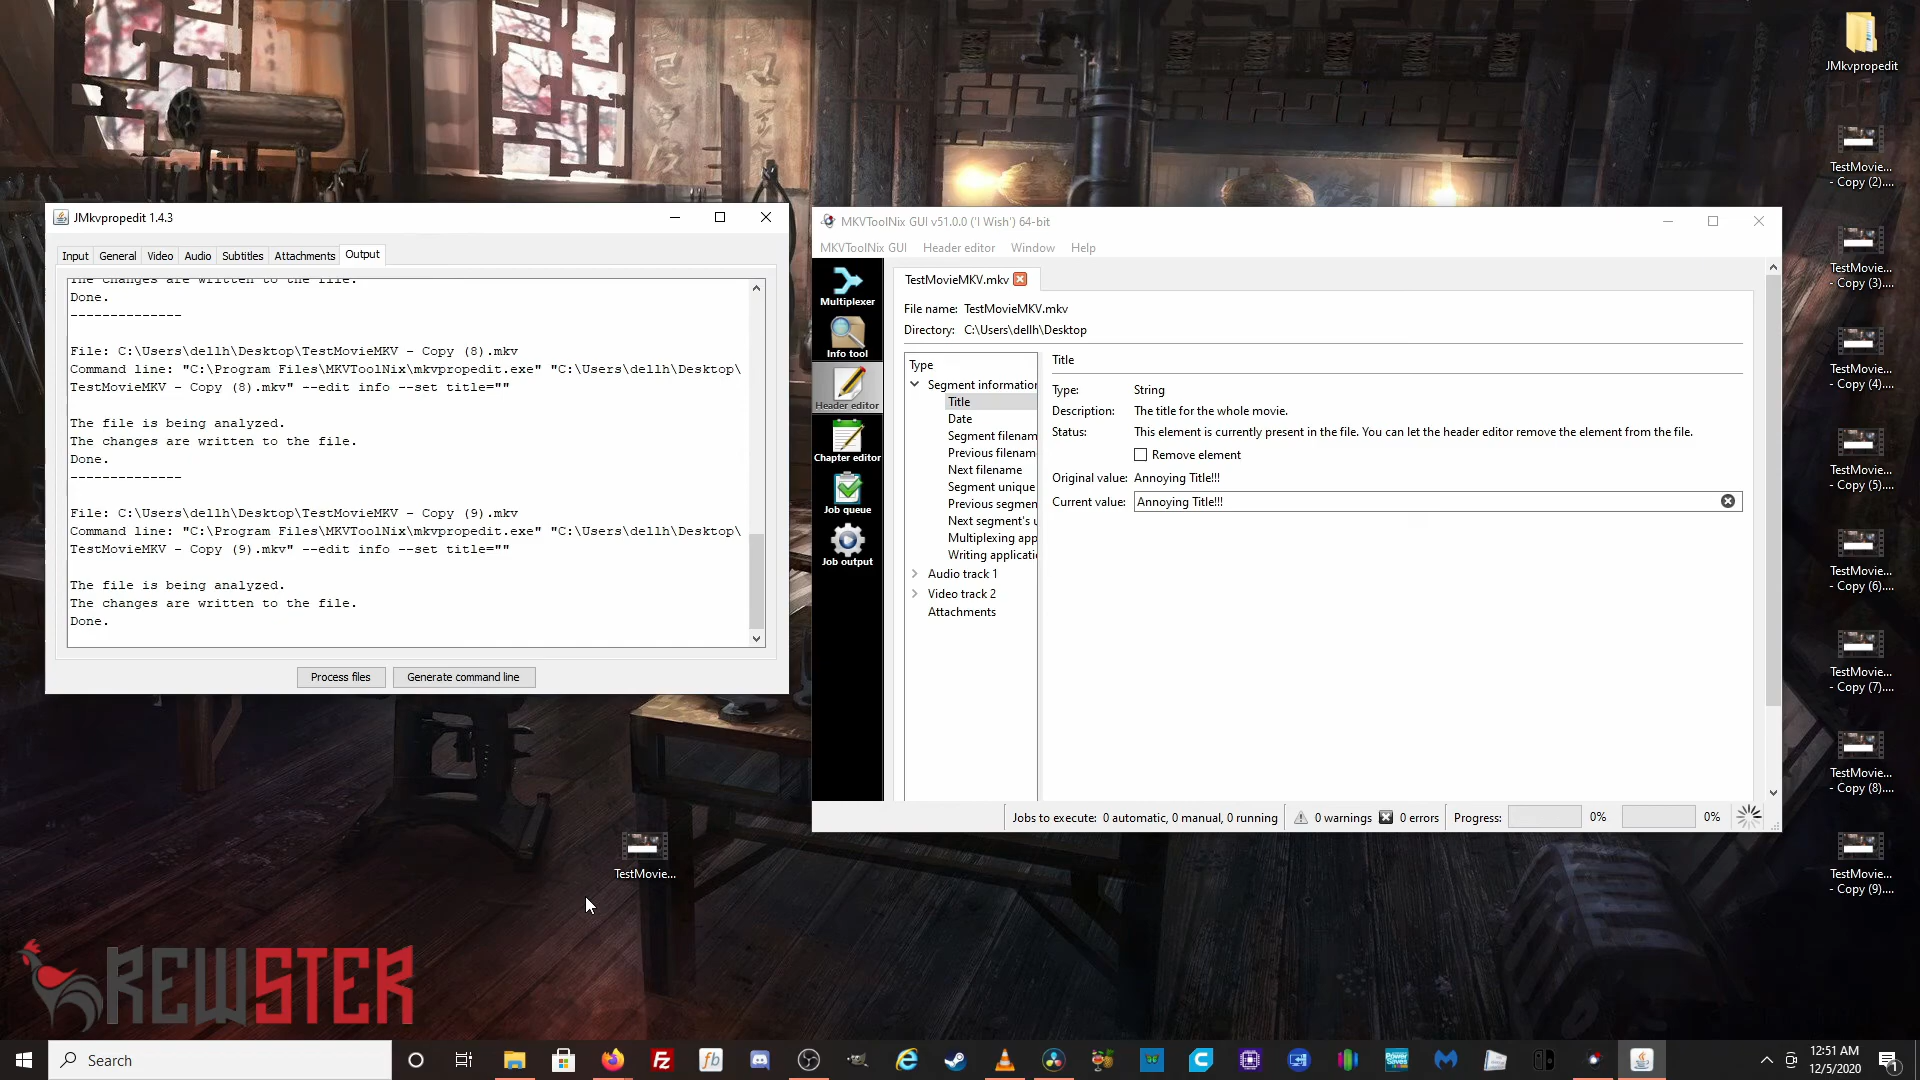 JMkvpropedit
TestMovie...
- Copy (2)....
TestMovie...
- Copy (3)....
TestMovie...
- Copy (4)....
TestMovie...
- Copy (5)....
TestMovie...
- Copy (6)....
TestMovie...
- Copy (7)....
TestMovie...
- Copy (8)....
TestMovie...
- Copy (9)....
JMkvpropedit 1.4.3
Input General Video Audio Subtitles Attachments Output
The changes are written to the file.
Done.
--------------
File: C:\Users\dellh\Desktop\TestMovieMKV - Copy (8).mkv
Command line: "C:\Program Files\MKVToolNix\mkvpropedit.exe" "C:\Users\dellh\Desktop\
TestMovieMKV - Copy (8).mkv" --edit info --set title=""
The file is being analyzed.
The changes are written to the file.
Done.
--------------
File: C:\Users\dellh\Desktop\TestMovieMKV - Copy (9).mkv
Command line: "C:\Program Files\MKVToolNix\mkvpropedit.exe" "C:\Users\dellh\Desktop\
TestMovieMKV - Copy (9).mkv" --edit info --set title=""
The file is being analyzed.
The changes are written to the file.
Done.
Process files Generate command line
MKVToolNix GUI v51.0.0 ('I Wish') 64-bit
MKVToolNix GUI Header editor Window Help
Multiplexer
Info tool
Header editor
Chapter editor
Job queue
Job output
TestMovieMKV.mkv
File name: TestMovieMKV.mkv
Directory: C:\Users\dellh\Desktop
Type
Segment information
Title
Date
Segment filenam
Previous filenam
Next filename
Segment unique
Previous segmen
Next segment's u
Multiplexing app
Writing applicati
Audio track 1
Video track 2
Attachments
Title
Type: String
Description: The title for the whole movie.
Status: This element is currently present in the file. You can let the header editor remove the element from the file.
Remove element
Original value: Annoying Title!!!
Current value: Annoying Title!!!
Jobs to execute: 0 automatic, 0 manual, 0 running 0 warnings 0 errors Progress: 0% 0%
TestMovie...
REWSTER
Search
12:51 AM
12/5/2020
1